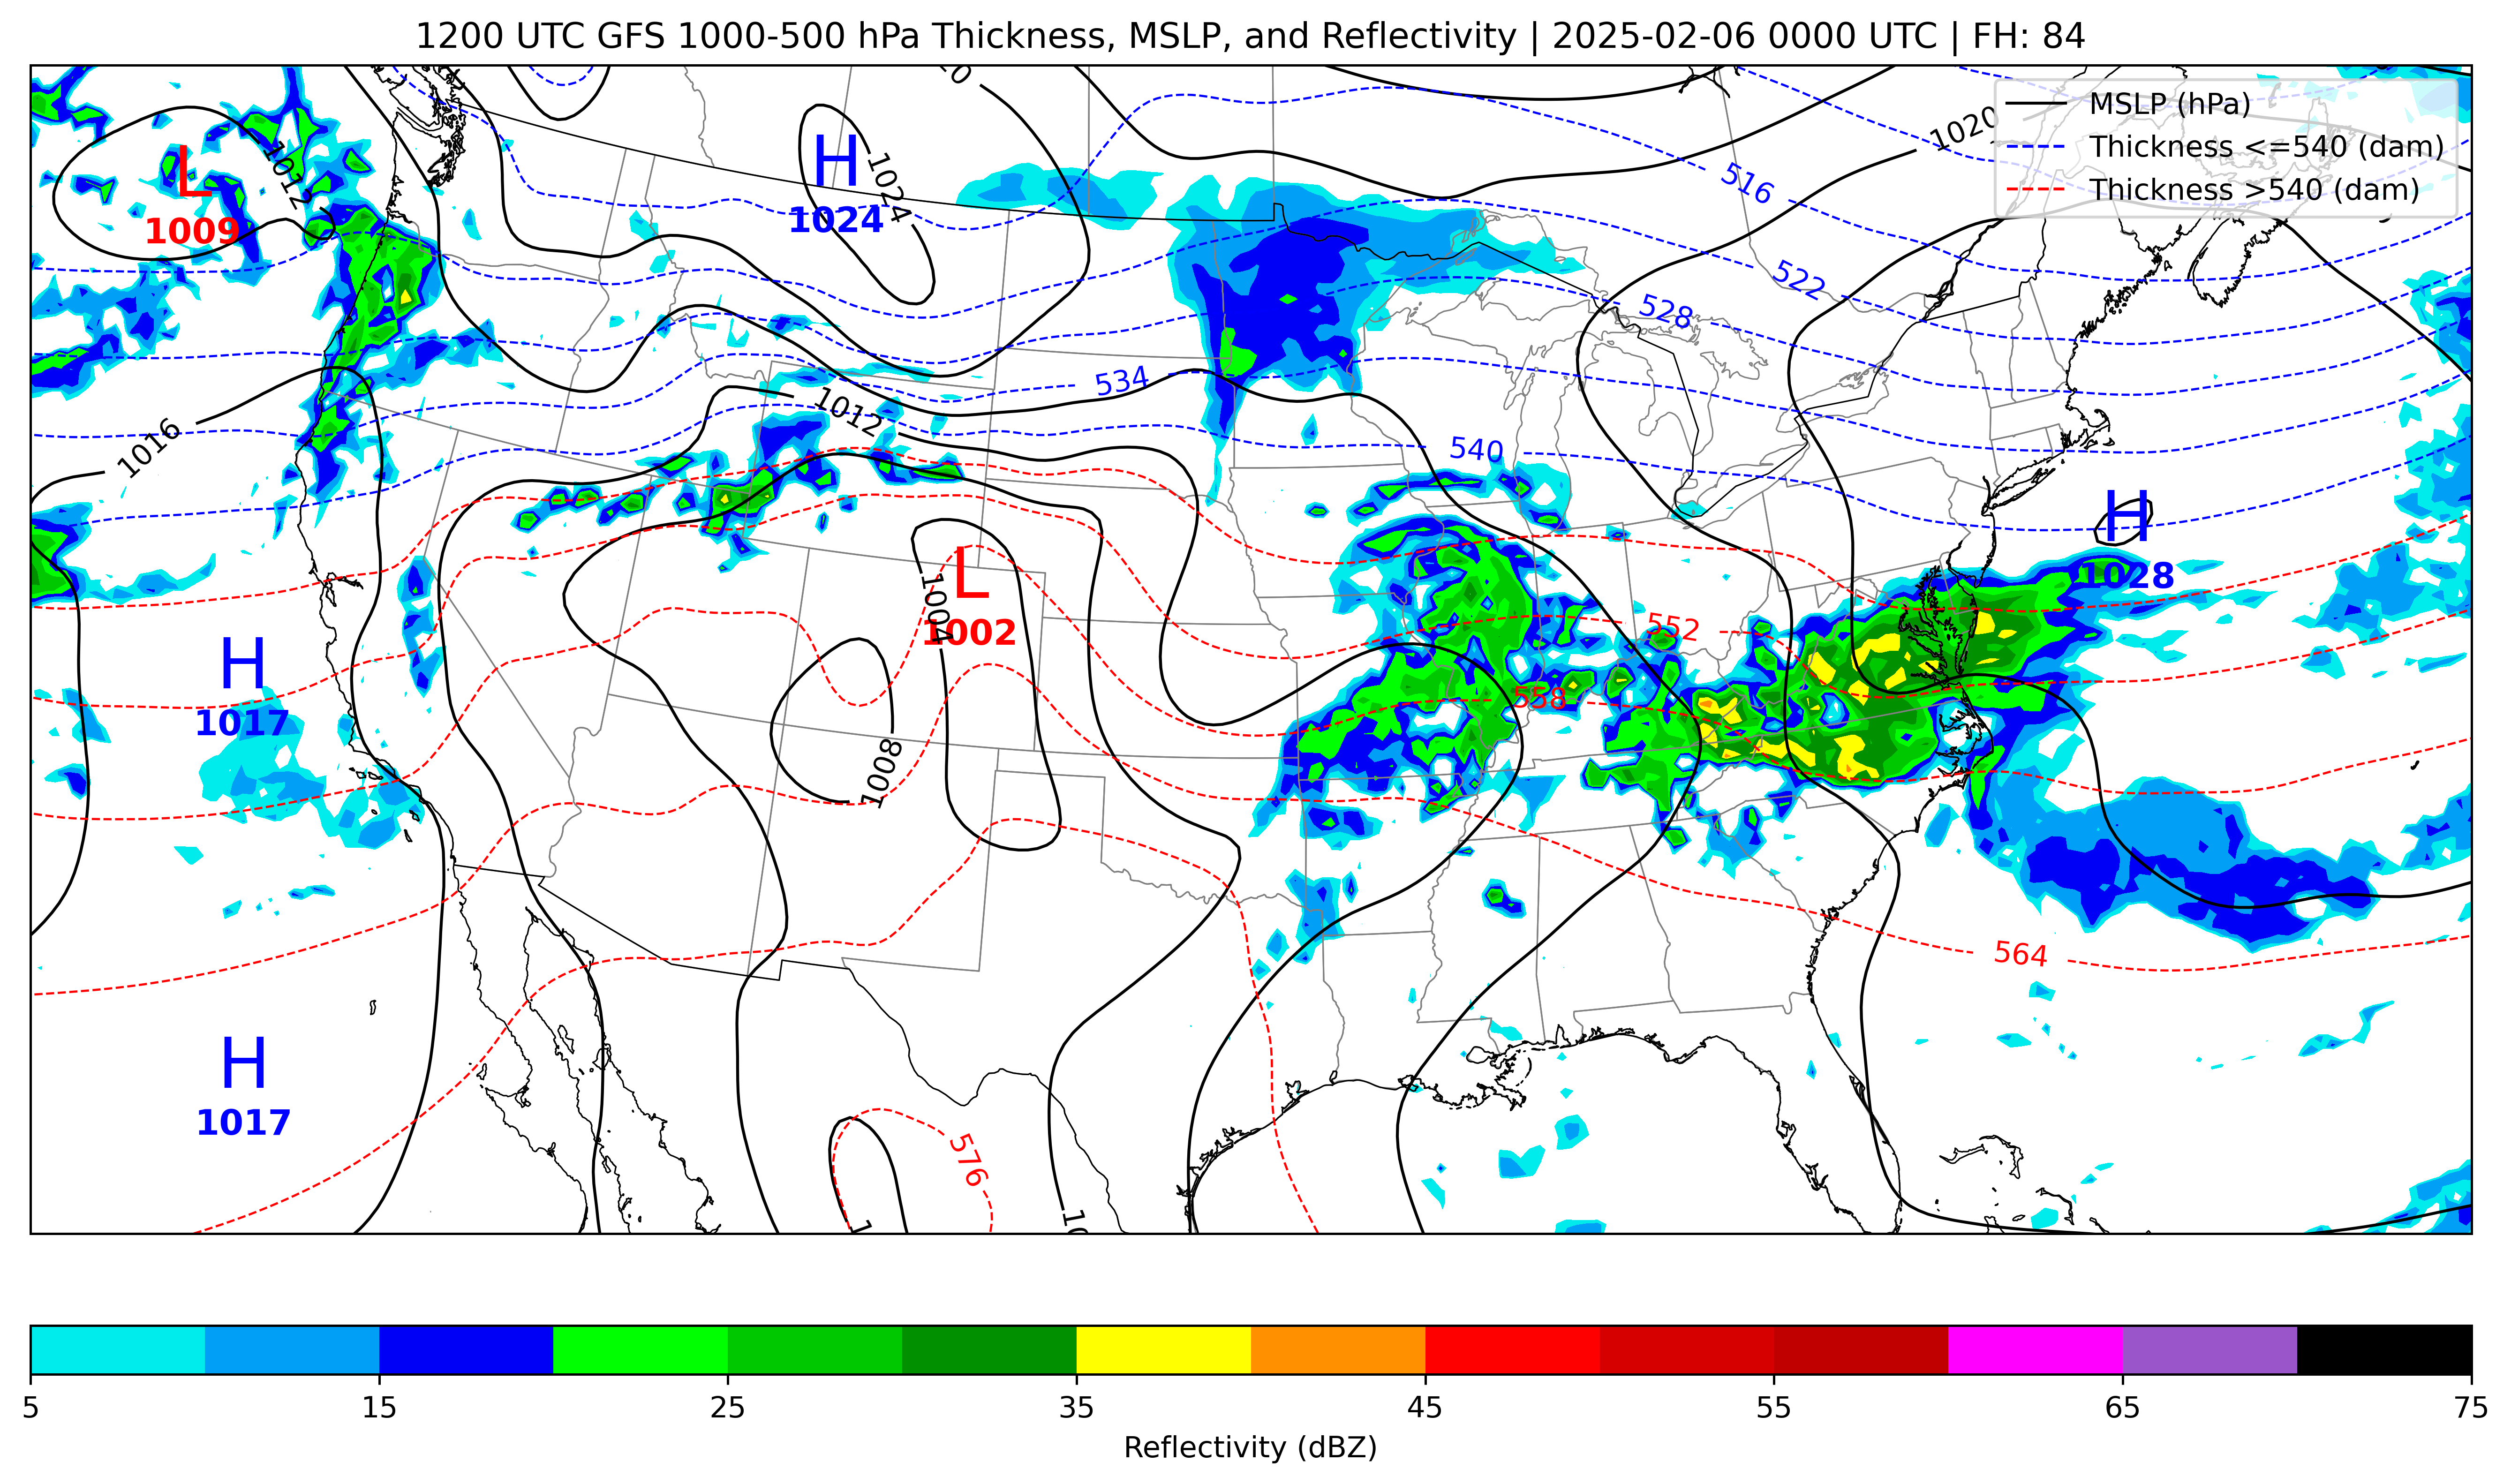 1200 UTC GFS 1000-500 hPa Thickness, MSLP, and Reflectivity | 2025-02-06 0000 UTC | FH: 84
MSLP (hPa)
Thickness <=540 (dam)
Thickness >540 (dam)
1020
L
1009
1012
H
1024
1024
516
522
528
534
540
1012
1016
H
1028
L
1002
1004
552
558
H
1017
1008
564
H
1017
576
5 15 25 35 45 55 65 75
Reflectivity (dBZ)